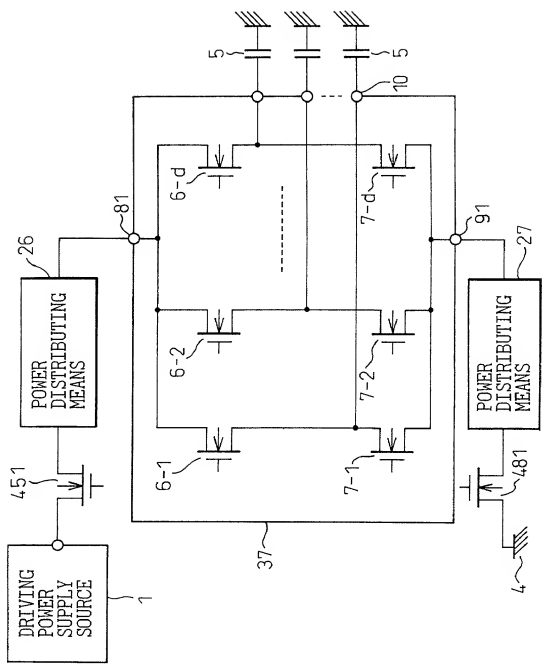 DRIVING
POWER
SUPPLY
SOURCE
1
451
POWER
DISTRIBUTING
MEANS
26
81
5
5
10
6-1
6-2
6-d
7-1
7-2
7-d
37
91
4
481
POWER
DISTRIBUTING
MEANS
27